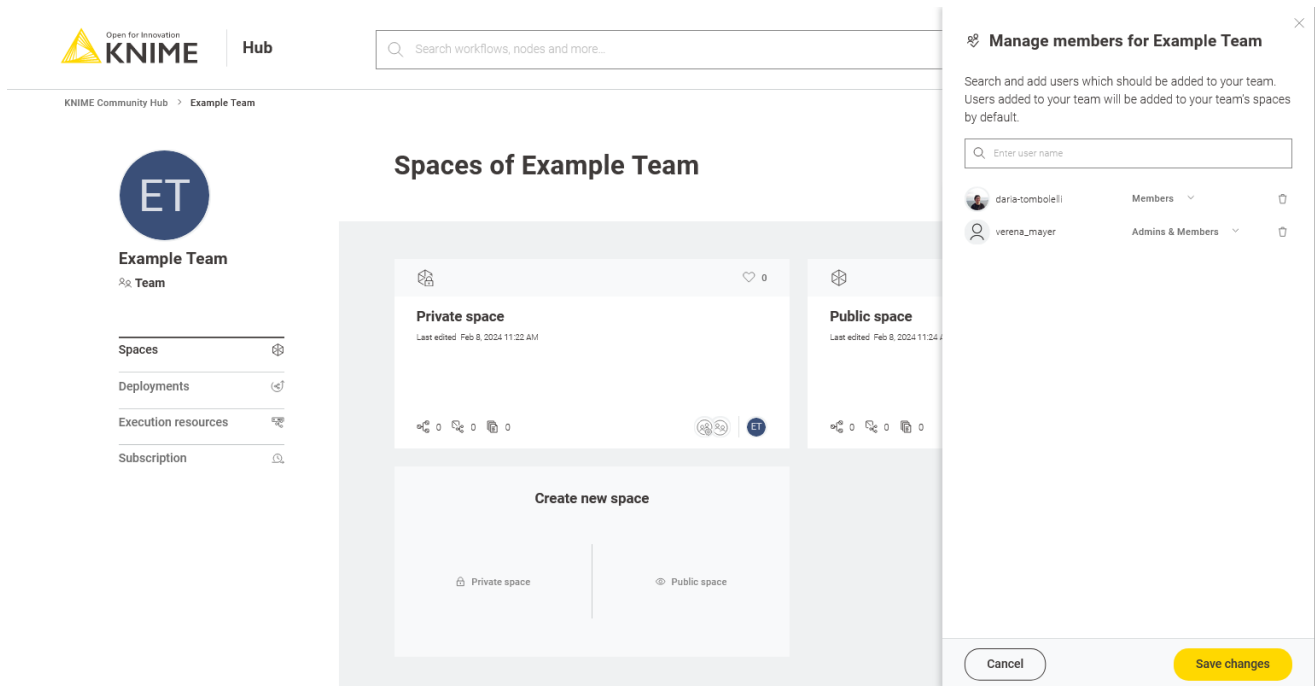 Open for Innovation
KNIME
Hub
Search workflows, nodes and more...
KNIME Community Hub > Example Team
ET
Example Team
Team
Spaces
Deployments
Execution resources
Subscription
Spaces of Example Team
0
Private space
Last edited Feb 8, 2024 11:22 AM
0 0 0
ET
Public space
Last edited Feb 8, 2024 11:24
0 0 0
Create new space
Private space
Public space
Manage members for Example Team
Search and add users which should be added to your team.
Users added to your team will be added to your team's spaces
by default.
Enter user name
daria-tombolelli Members
verena_mayer Admins & Members
Cancel
Save changes